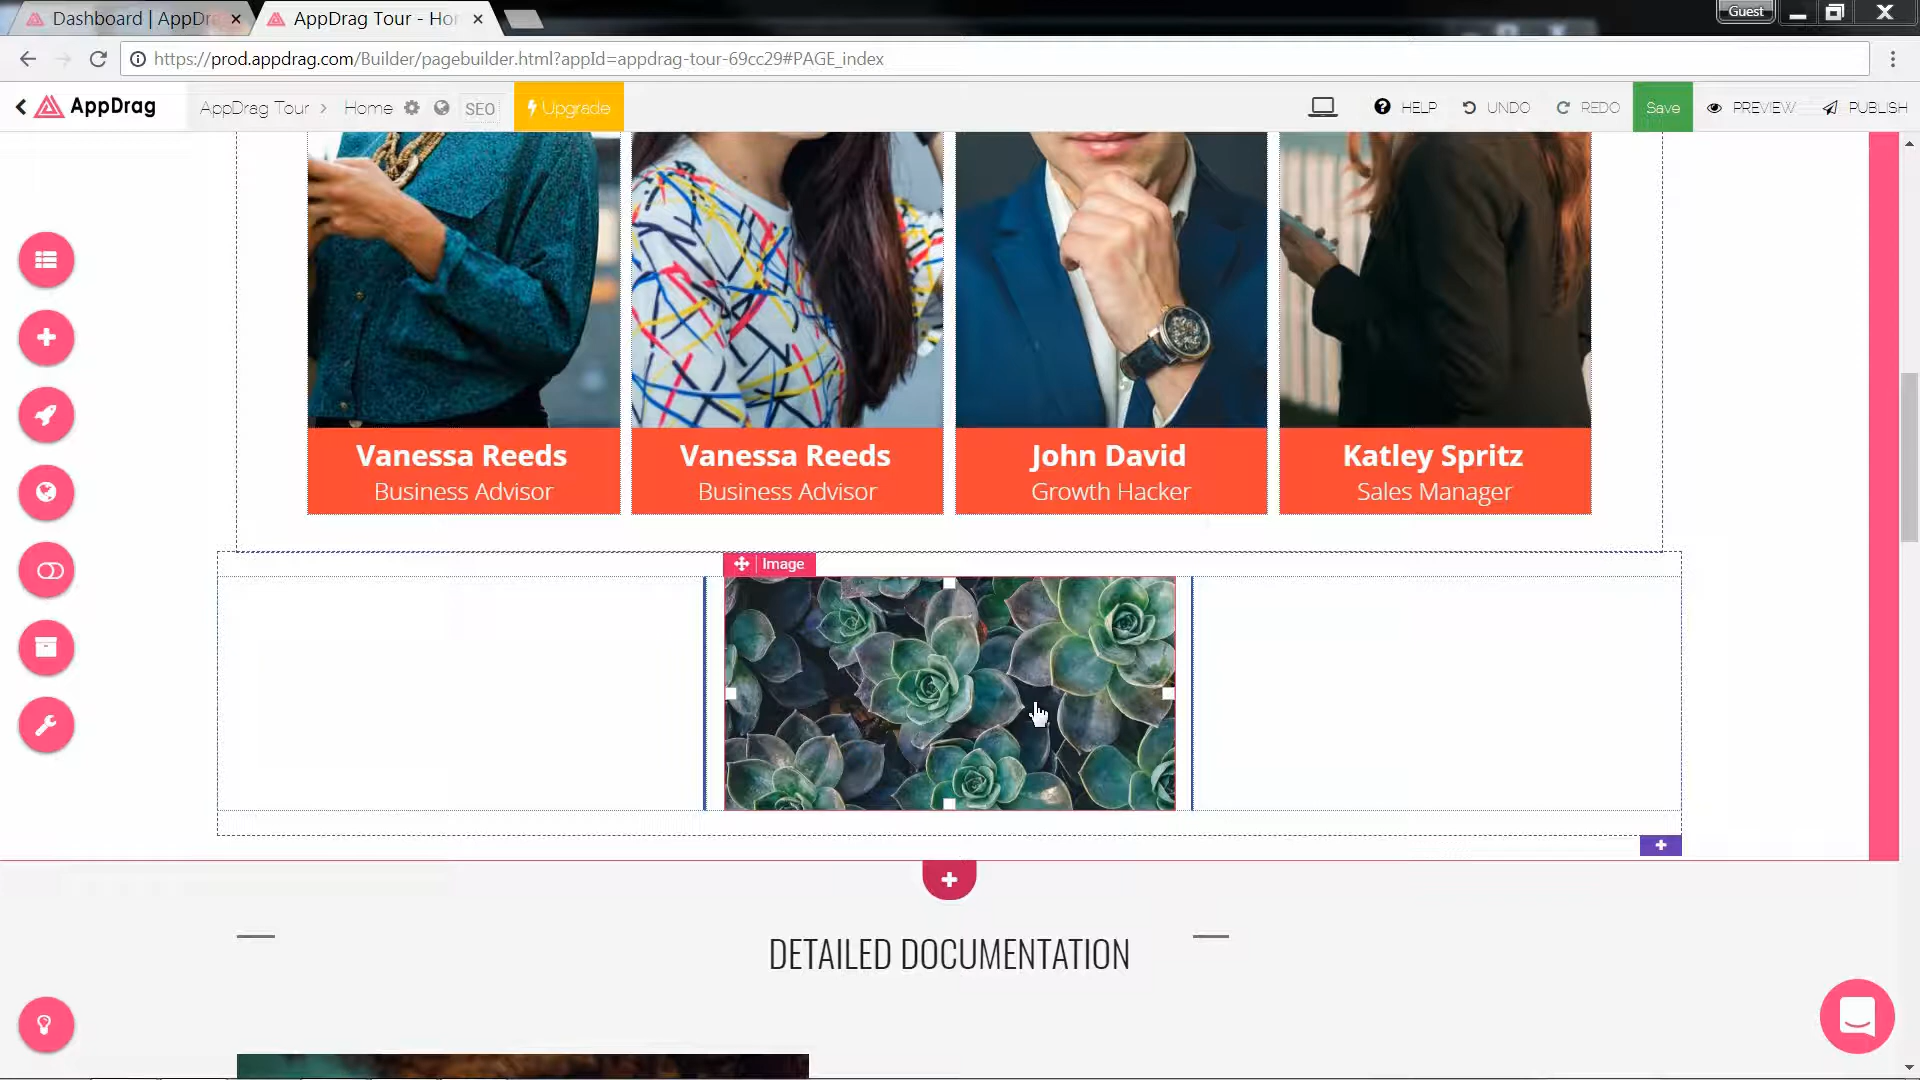 Dashboard | AppDr
AppDrag Tour - Ho
Guest
https://prod.appdrag.com/Builder/pagebuilder.html?appId=appdrag-tour-69cc29#PAGE_index
AppDrag
AppDrag Tour > Home
SEO
Upgrade
HELP
UNDO
REDO
Save
PREVIEW
PUBLISH
Vanessa Reeds
Business Advisor
Vanessa Reeds
Business Advisor
John David
Growth Hacker
Katley Spritz
Sales Manager
Image
DETAILED DOCUMENTATION